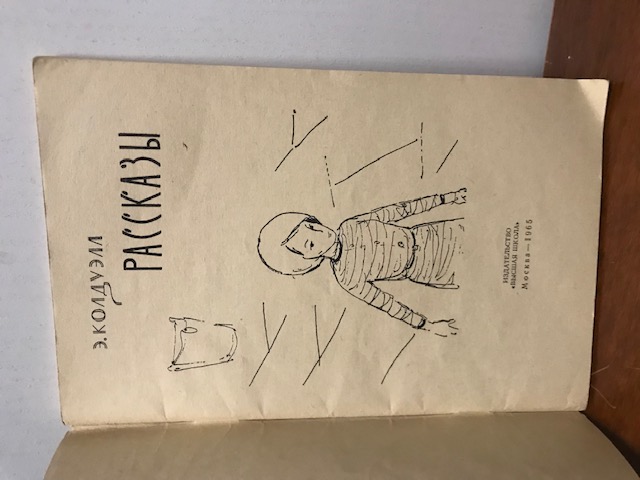 Э. КОЛДУЭЛЛ
РАССКАЗЫ
ИЗДАТЕЛЬСТВО
«ВЫСШАЯ ШКОЛА»
Москва — 1965